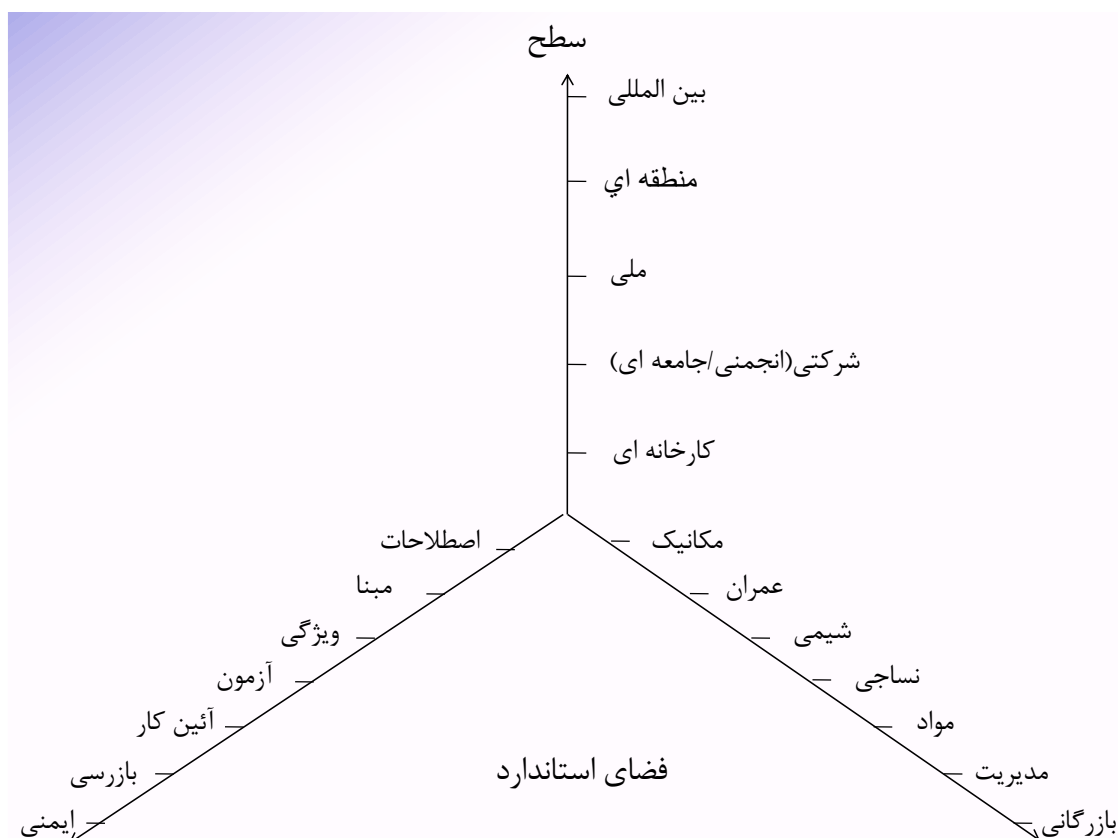 سطح
بین المللی
منطقه اي
ملی
شرکتی(انجمنی/جامعه ای)
کارخانه ای
مکانیک
عمران
شیمی
نساجی
مواد
مدیریت
بازرگانی
اصطلاحات
مبنا
ویژگی
آزمون
آئین کار
بازرسی
ایمنی
فضای استاندارد